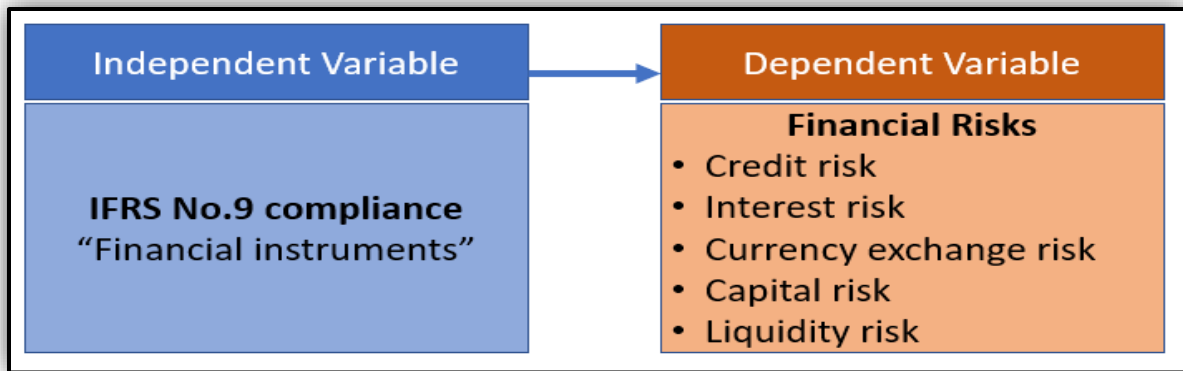 Independent Variable
IFRS No.9 compliance
“Financial instruments”
Dependent Variable
Financial Risks
• Credit risk
• Interest risk
• Currency exchange risk
• Capital risk
• Liquidity risk